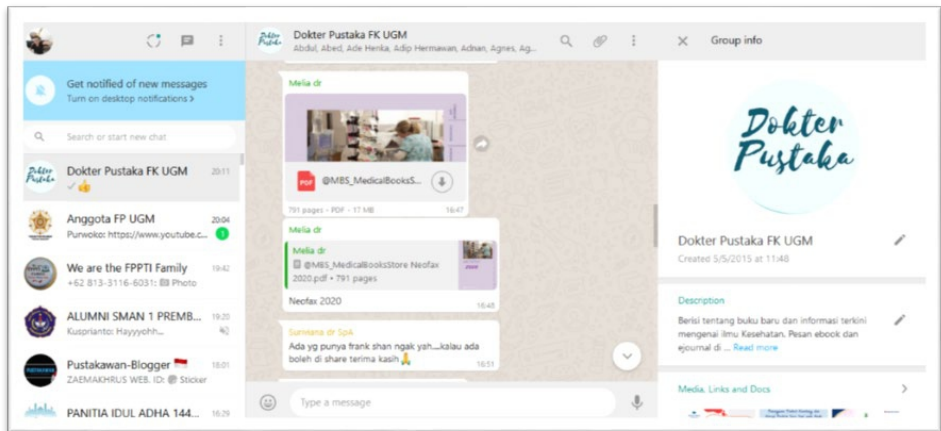 Get notified of new messages
Turn on desktop notifications >
Search or start new chat
Dokter Pustaka FK UGM 20:11
Anggota FP UGM 20:04
Purwoko: https://www.youtube.c... 1
We are the FPPTI Family 19:42
+62 813-3116-6031: Photo
ALUMNI SMAN 1 PREMB... 19:20
Kusprianto: Hayyyohh...
Pustakawan-Blogger 18:01
ZAEMAKHRUS WEB. ID: Sticker
PANITIA IDUL ADHA 144... 16:29
Dokter Pustaka FK UGM
Abdul, Abed, Ade Henka, Adip Hermawan, Adnan, Agnes, Ag...
Melia dr
PDF @MBS_MedicalBooksS...
791 pages - PDF - 17 MB 16:47
Melia dr
Melia dr
@MBS_MedicalBooksStore Neofax
2020.pdf • 791 pages
Neofax 2020 16:48
dr SpA
Ada yg punya frank shan ngak yah....kalau ada
boleh di share terima kasih 16:51
Type a message
Group info
Dokter
Pustaka
Dokter Pustaka FK UGM
Created 5/5/2015 at 11:48
Description
Berisi tentang buku baru dan informasi terkini
mengenai ilmu Kesehatan. Pesan ebook dan
ejournal di ... Read more
Media, Links and Docs